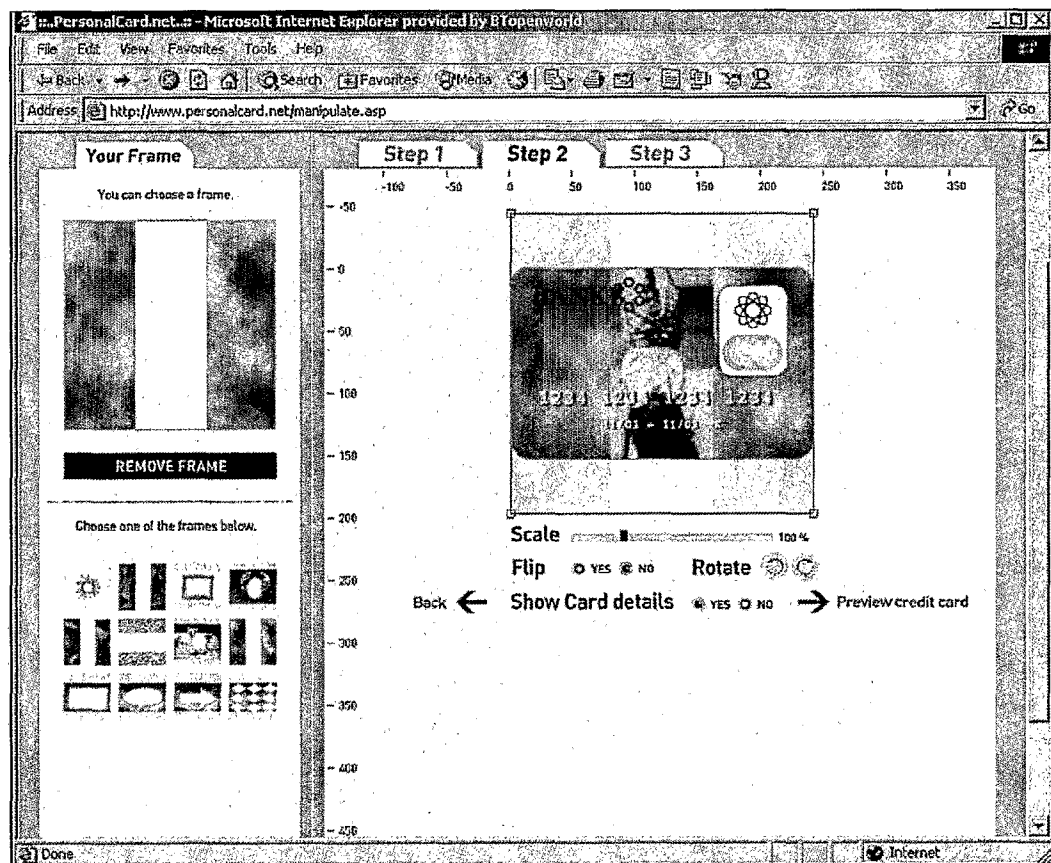 ::..PersonalCard.net..:: - Microsoft Internet Explorer provided by BTopenworld
File Edit View Favorites Tools Help
Back Search Favorites Media
Address http://www.personalcard.net/manipulate.asp Go
Your Frame
Step 1 Step 2 Step 3
You can choose a frame.
-100 -50 0 50 100 150 200 250 300 350
-50
0
50
100
150
200
250
300
350
400
450
1234 1234 1234 1234
REMOVE FRAME
Choose one of the frames below.
Scale 100 %
Flip YES NO Rotate
Back Show Card details YES NO Preview credit card
Done Internet